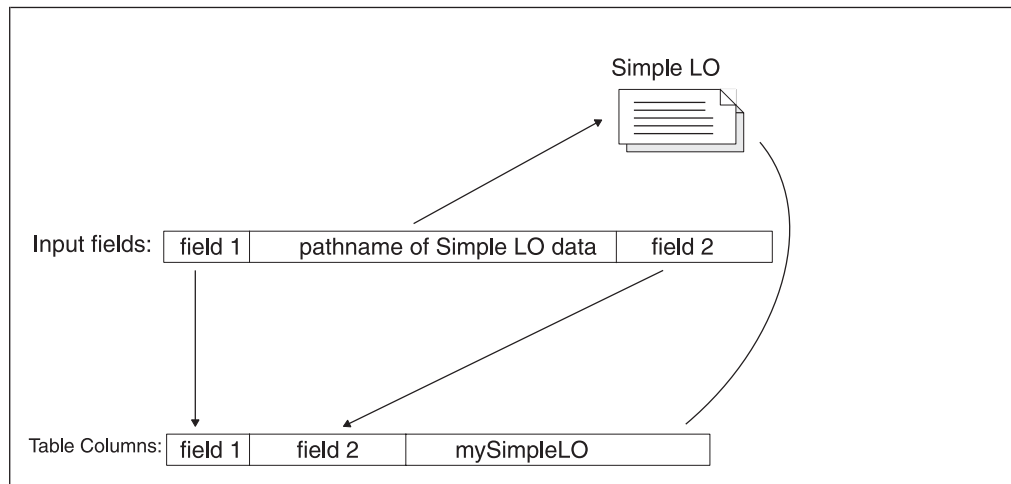 Simple LO
Input fields: field 1 pathname of Simple LO data field 2
Table Columns: field 1 field 2 mySimpleLO